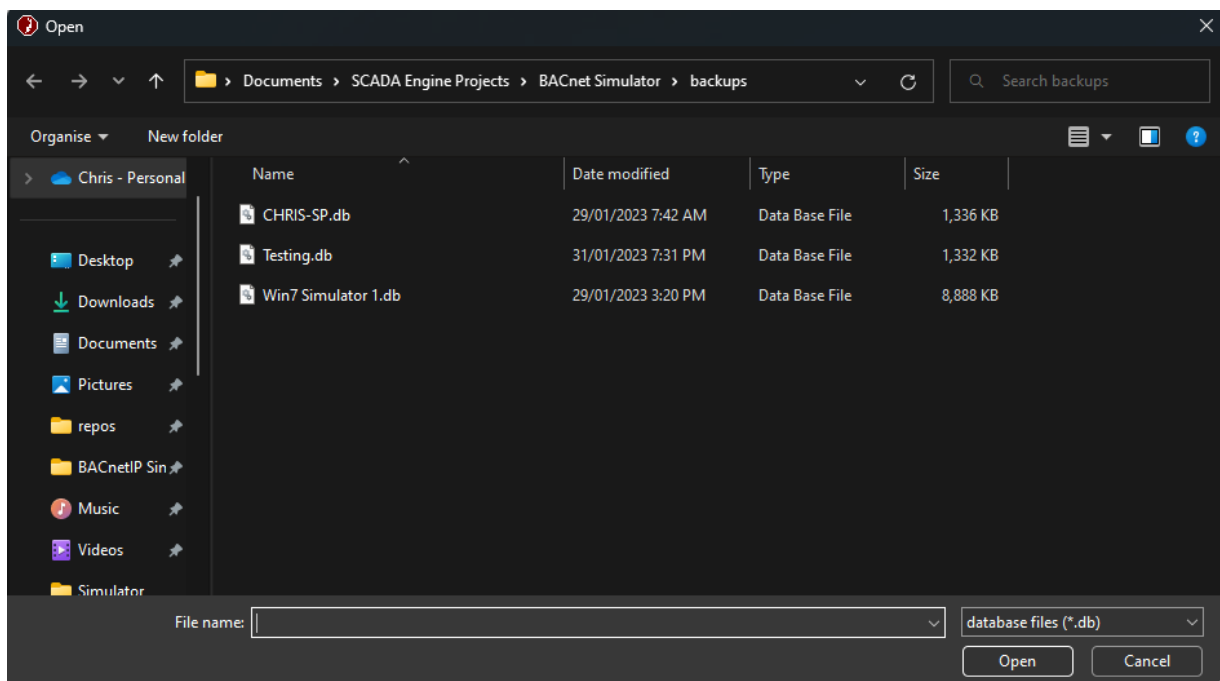 Open
Documents > SCADA Engine Projects > BACnet Simulator > backups
Search backups
Organise
New folder
Chris - Personal
Name Date modified Type Size
CHRIS-SP.db 29/01/2023 7:42 AM Data Base File 1,336 KB
Testing.db 31/01/2023 7:31 PM Data Base File 1,332 KB
Win7 Simulator 1.db 29/01/2023 3:20 PM Data Base File 8,888 KB
Desktop
Downloads
Documents
Pictures
repos
BACnetIP Sin
Music
Videos
Simulator
File name:
database files (*.db)
Open Cancel